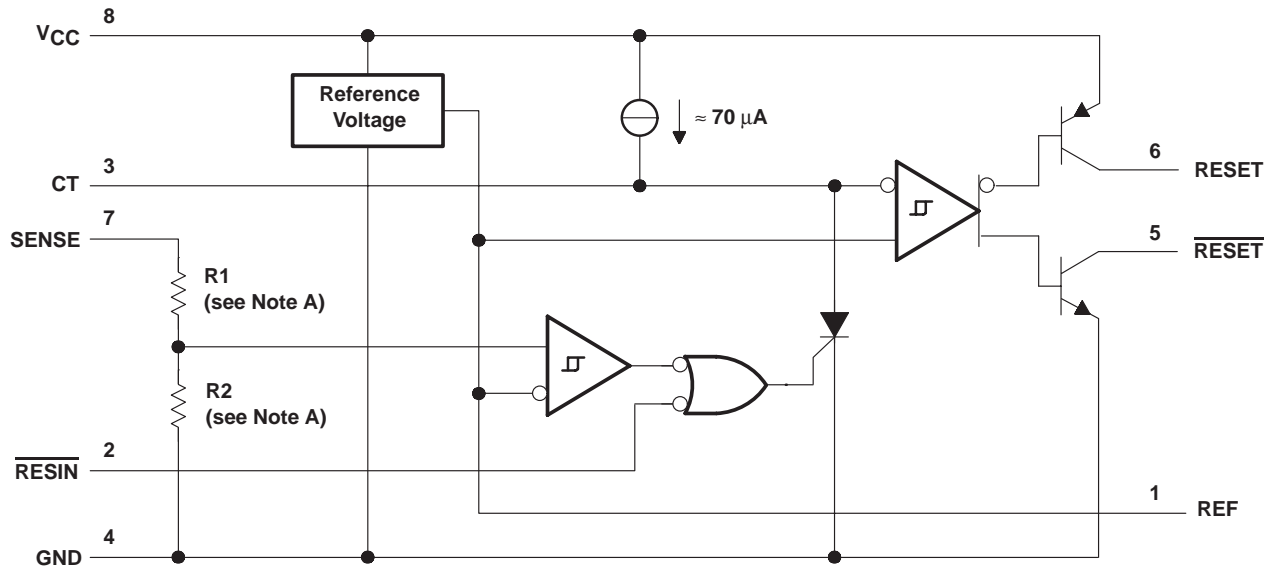 8
VCC
Reference
Voltage
≈ 70 μA
3
CT
6
RESET
7
SENSE
5
RESET
R1
(see Note A)
R2
(see Note A)
2
RESIN
1
REF
4
GND